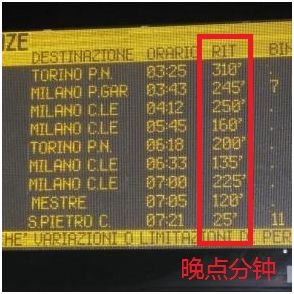 ZE
DESTINAZIONE ORARIO RIT BIN
TORINO P.N. 03:25 310'
MILANO P.GAR 03:43 245' 7
MILANO C.LE 04:12 250' .
MILANO C.LE 05:45 160' .
TORINO P.N. 06:18 200' .
MILANO C.LE 06:33 135' .
MILANO C.LE 07:00 225' .
MESTRE 07:05 120' .
S.PIETRO C. 07:21 25' 11
HE' VARIAZIONI O LIMITAZIONI DI PER
晚点分钟